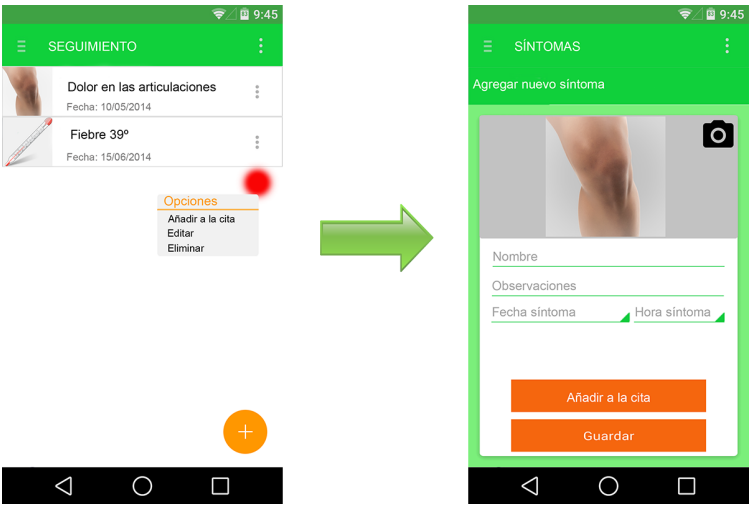 9:45
SEGUIMIENTO
Dolor en las articulaciones
Fecha: 10/05/2014
Fiebre 39º
Fecha: 15/06/2014
Opciones
Añadir a la cita
Editar
Eliminar
9:45
SÍNTOMAS
Agregar nuevo síntoma
Nombre
Observaciones
Fecha síntoma Hora síntoma
Añadir a la cita
Guardar